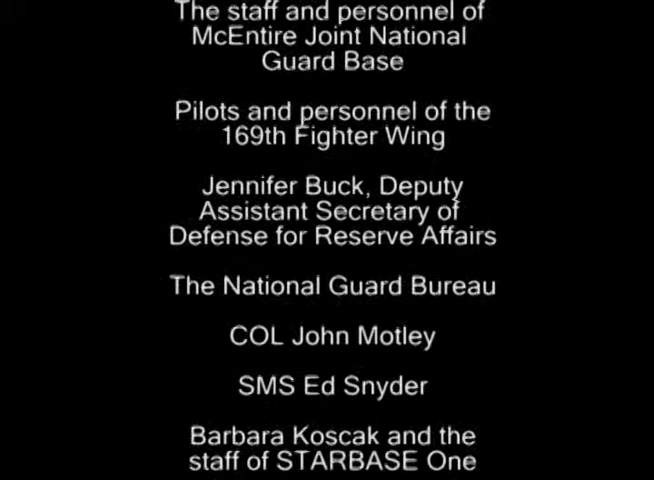 The staff and personnel of
McEntire Joint National
Guard Base
Pilots and personnel of the
169th Fighter Wing
Jennifer Buck, Deputy
Assistant Secretary of
Defense for Reserve Affairs
The National Guard Bureau
COL John Motley
SMS Ed Snyder
Barbara Koscak and the
staff of STARBASE One